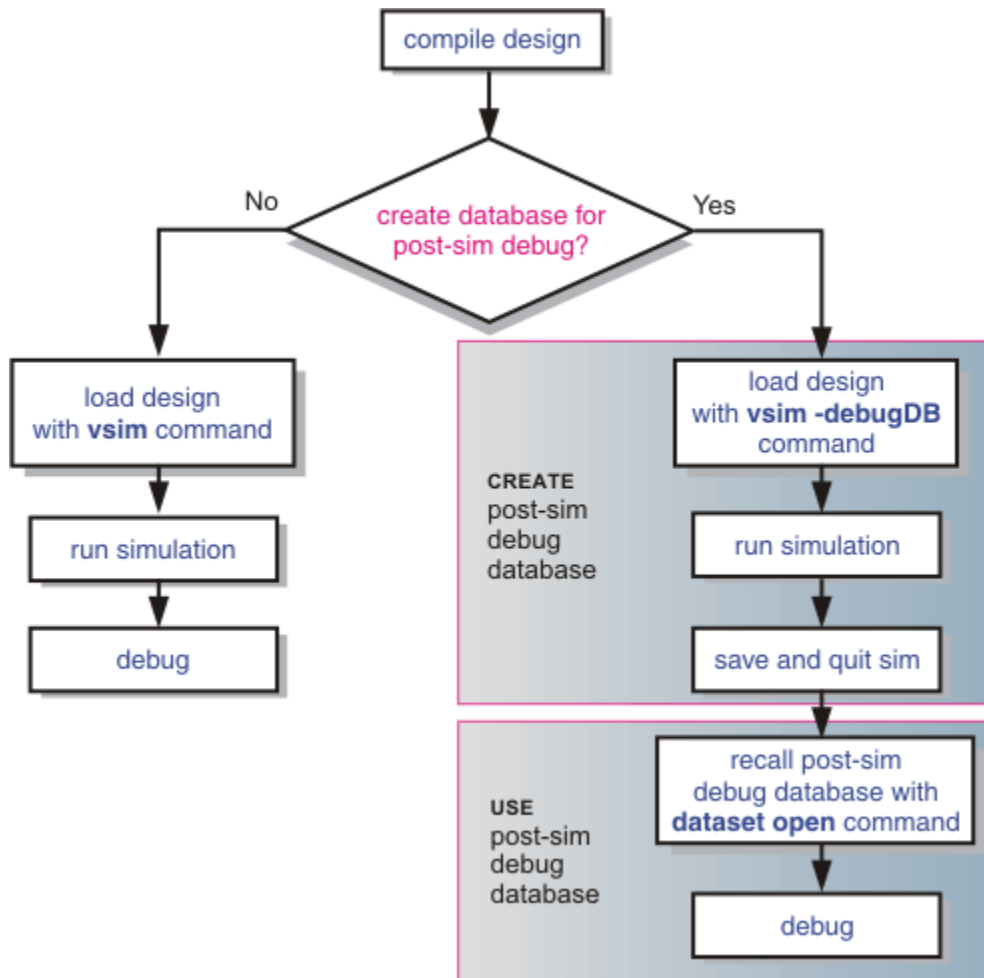 compile design
create database for
post-sim debug?
No
Yes
load design
with vsim command
run simulation
debug
CREATE
post-sim
debug
database
load design
with vsim -debugDB
command
run simulation
save and quit sim
USE
post-sim
debug
database
recall post-sim
debug database with
dataset open command
debug